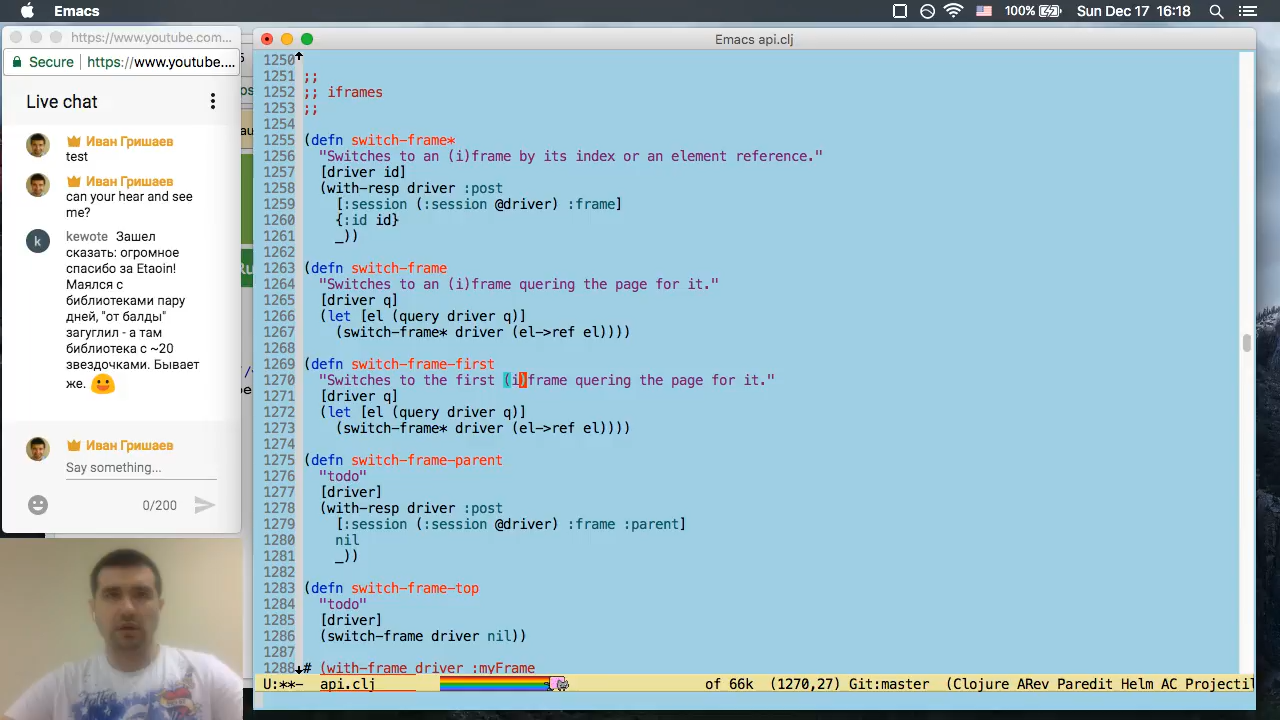 Emacs
100%
Sun Dec 17 16:18
https://www.youtube.com...
Secure https://www.youtube....
Live chat
Иван Гришаев
test
Иван Гришаев
can your hear and see
me?
k
kewote Зашел
сказать: огромное
спасибо за Etaoin!
Маялся с
библиотеками пару
дней, "от балды"
загуглил - а там
библиотека с ~20
звездочками. Бывает
же.
Иван Гришаев
Say something...
0/200
Emacs api.clj
1250
1251 ;;
1252 ;; iframes
1253 ;;
1254
1255 (defn switch-frame*
1256 "Switches to an (i)frame by its index or an element reference."
1257 [driver id]
1258 (with-resp driver :post
1259 [:session (:session @driver) :frame]
1260 {:id id}
1261 _))
1262
1263 (defn switch-frame
1264 "Switches to an (i)frame quering the page for it."
1265 [driver q]
1266 (let [el (query driver q)]
1267 (switch-frame* driver (el->ref el))))
1268
1269 (defn switch-frame-first
1270 "Switches to the first (i)frame quering the page for it."
1271 [driver q]
1272 (let [el (query driver q)]
1273 (switch-frame* driver (el->ref el))))
1274
1275 (defn switch-frame-parent
1276 "todo"
1277 [driver]
1278 (with-resp driver :post
1279 [:session (:session @driver) :frame :parent]
1280 nil
1281 _))
1282
1283 (defn switch-frame-top
1284 "todo"
1285 [driver]
1286 (switch-frame driver nil))
1287
1288 # (with-frame driver :myFrame
U:**- api.clj of 66k (1270,27) Git:master (Clojure ARev Paredit Helm AC Projectil